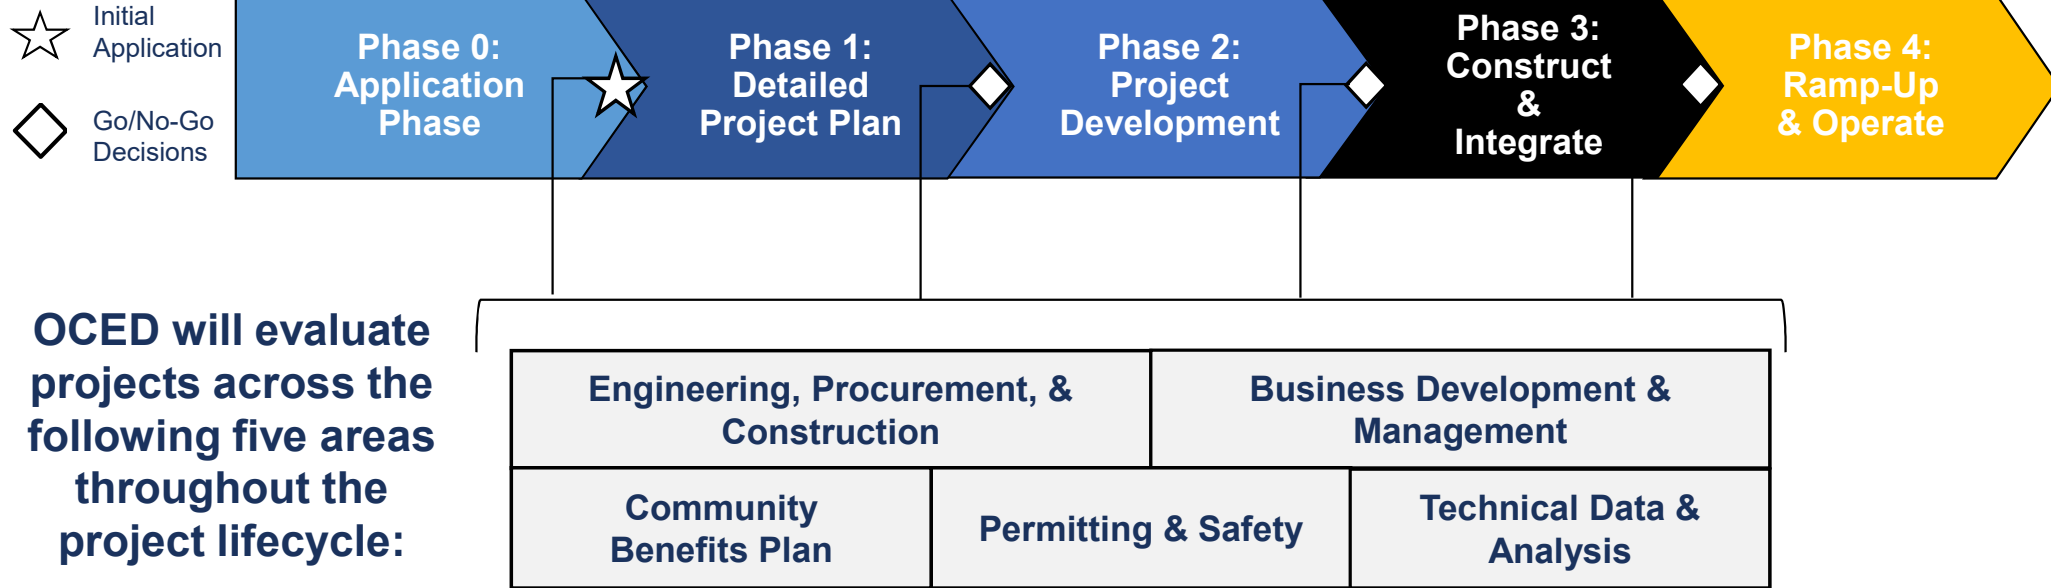 Initial
Application
Go/No-Go
Decisions
Phase 0:
Application
Phase
Phase 1:
Detailed
Project Plan
Phase 2:
Project
Development
Phase 3:
Construct
&
Integrate
Phase 4:
Ramp-Up
& Operate
OCED will evaluate
projects across the
following five areas
throughout the
project lifecycle:
Engineering, Procurement, &
Construction
Business Development &
Management
Community
Benefits Plan
Permitting & Safety
Technical Data &
Analysis